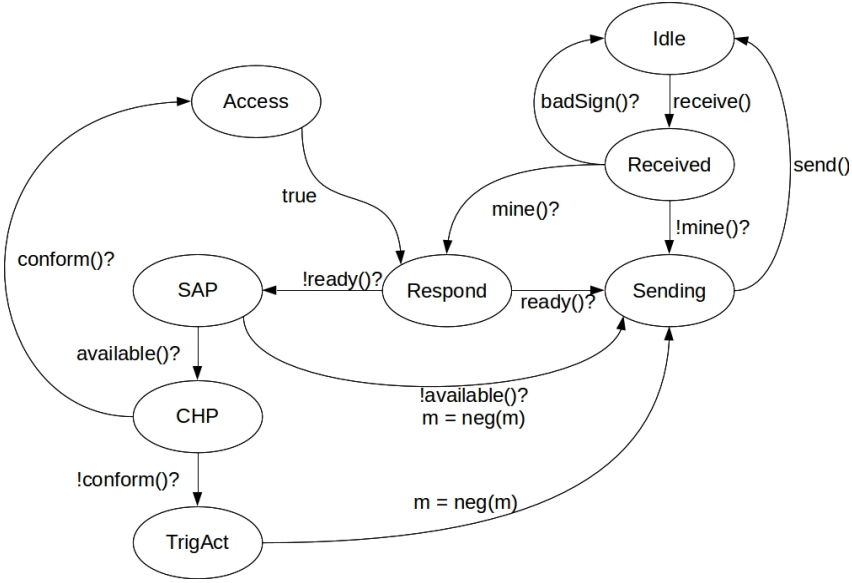 Idle
Access
badSign()?
receive()
Received
send()
true
mine()?
!mine()?
conform()?
!ready()?
SAP
Respond
ready()?
Sending
available()?
!available()?
m = neg(m)
CHP
!conform()?
m = neg(m)
TrigAct